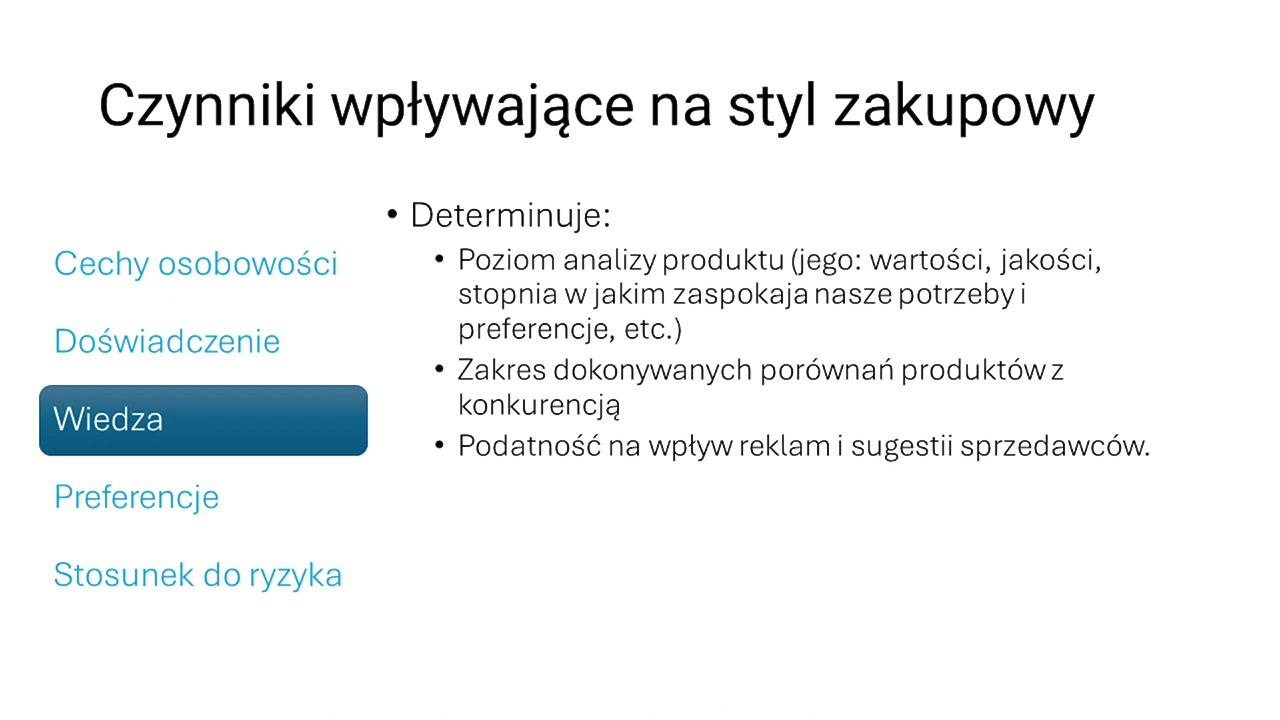 Czynniki wpływające na styl zakupowy
Cechy osobowości
Doświadczenie
Wiedza
Preferencje
Stosunek do ryzyka
• Determinuje:
• Poziom analizy produktu (jego: wartości, jakości,
stopnia w jakim zaspokaja nasze potrzeby i
preferencje, etc.)
• Zakres dokonywanych porównań produktów z
konkurencją
• Podatność na wpływ reklam i sugestii sprzedawców.